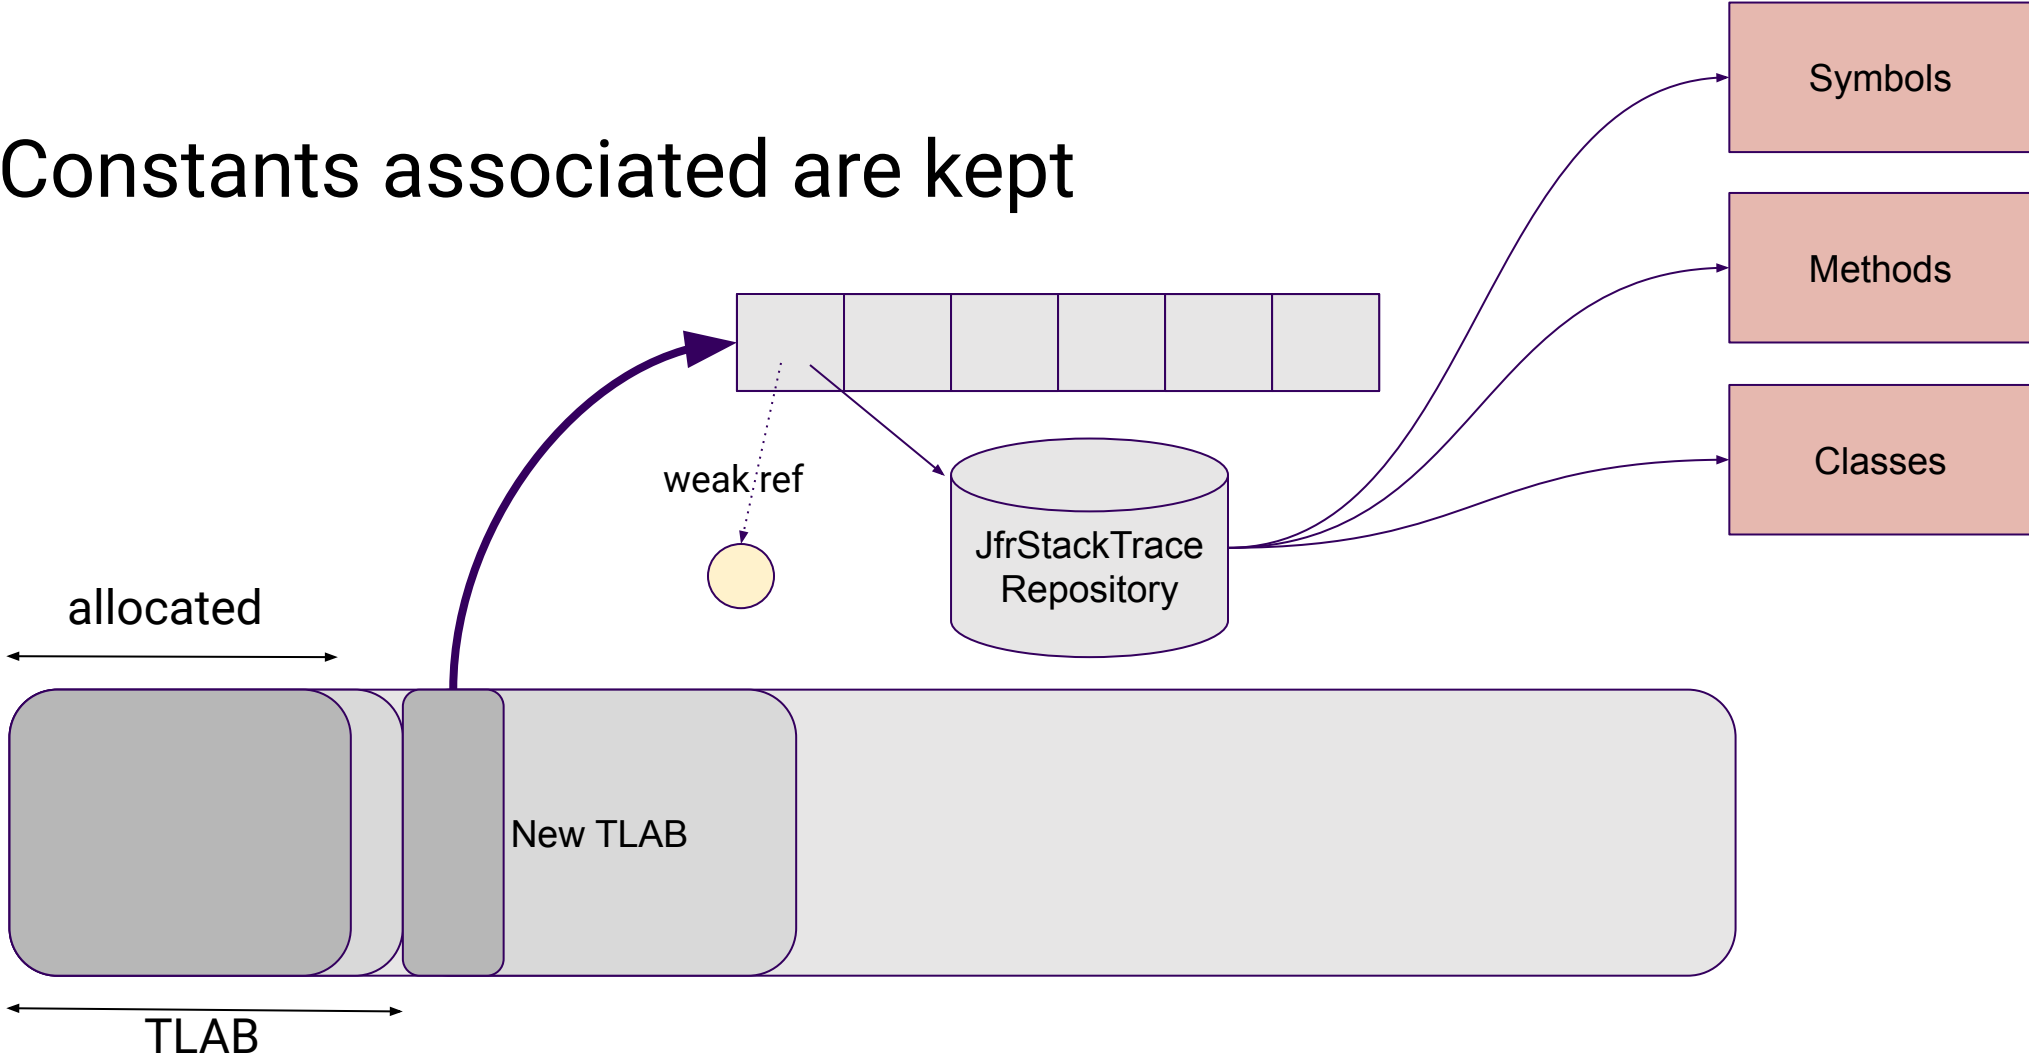 Symbols
Constants associated are kept
Methods
Classes
weak ref
JfrStackTrace
Repository
allocated
New TLAB
TLAB